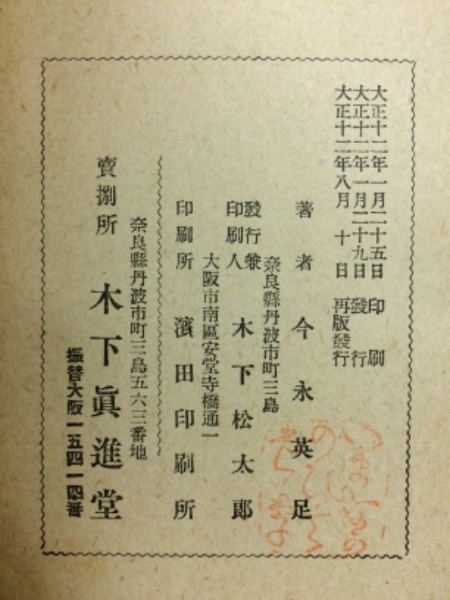 大正十二年一月二十五日 印刷
大正十二年一月二十九日 發行
大正十二年八月 十日 再版發行
著者 今永英足
奈良縣丹波市町三島
發行兼印刷人 木下松太郎
大阪市南區安堂寺橋通一
印刷所 濱田印刷所
奈良縣丹波市町三島五六三番地
賣捌所 木下眞進堂
振替大阪一五四一四番